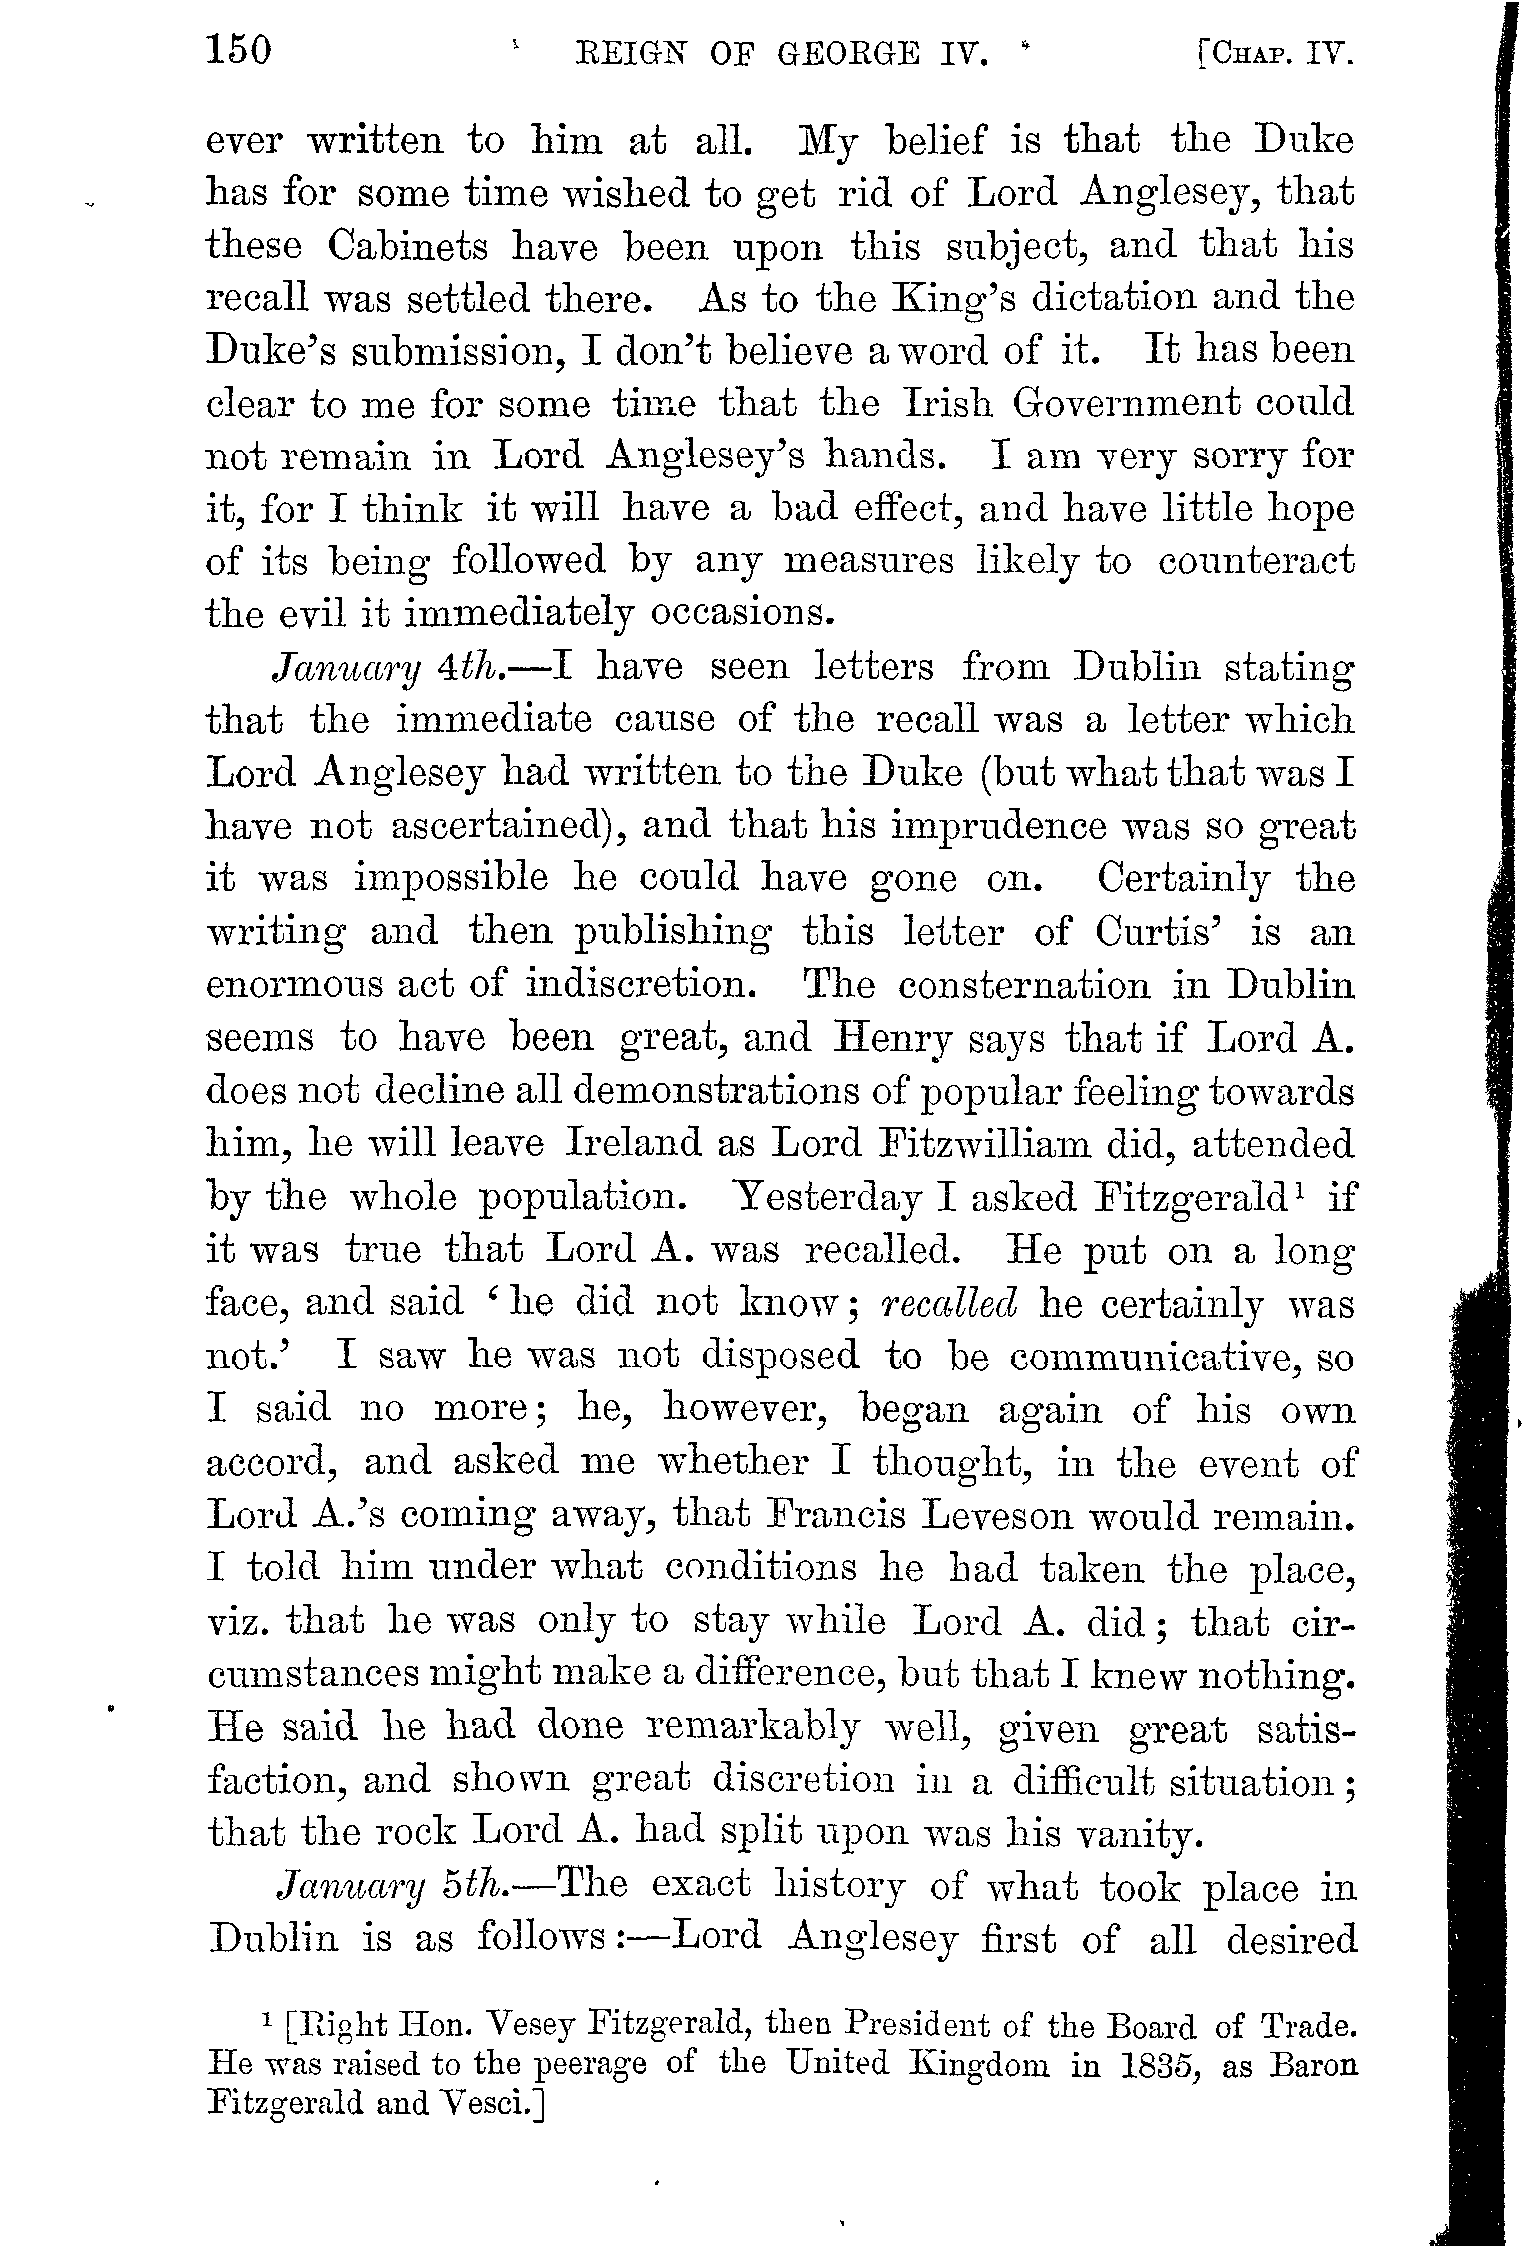 150 REIGN OF GEORGE IV. [CHAP. IV.
ever written to him at all. My belief is that the Duke
has for some time wished to get rid of Lord Anglesey, that
these Cabinets have been upon this subject, and that his
recall was settled there. As to the King's dictation and the
Duke's submission, I don't believe a word of it. It has been
clear to me for some time that the Irish Government could
not remain in Lord Anglesey's hands. I am very sorry for
it, for I think it will have a bad effect, and have little hope
of its being followed by any measures likely to counteract
the evil it immediately occasions.
January 4th.—I have seen letters from Dublin stating
that the immediate cause of the recall was a letter which
Lord Anglesey had written to the Duke (but what that was I
have not ascertained), and that his imprudence was so great
it was impossible he could have gone on. Certainly the
writing and then publishing this letter of Curtis' is an
enormous act of indiscretion. The consternation in Dublin
seems to have been great, and Henry says that if Lord A.
does not decline all demonstrations of popular feeling towards
him, he will leave Ireland as Lord Fitzwilliam did, attended
by the whole population. Yesterday I asked Fitzgerald¹ if
it was true that Lord A. was recalled. He put on a long
face, and said ‘he did not know; recalled he certainly was
not.’ I saw he was not disposed to be communicative, so
I said no more; he, however, began again of his own
accord, and asked me whether I thought, in the event of
Lord A.'s coming away, that Francis Leveson would remain.
I told him under what conditions he had taken the place,
viz. that he was only to stay while Lord A. did; that cir-
cumstances might make a difference, but that I knew nothing.
He said he had done remarkably well, given great satis-
faction, and shown great discretion in a difficult situation;
that the rock Lord A. had split upon was his vanity.
January 5th.—The exact history of what took place in
Dublin is as follows:—Lord Anglesey first of all desired
¹ [Right Hon. Vesey Fitzgerald, then President of the Board of Trade.
He was raised to the peerage of the United Kingdom in 1835, as Baron
Fitzgerald and Vesci.]